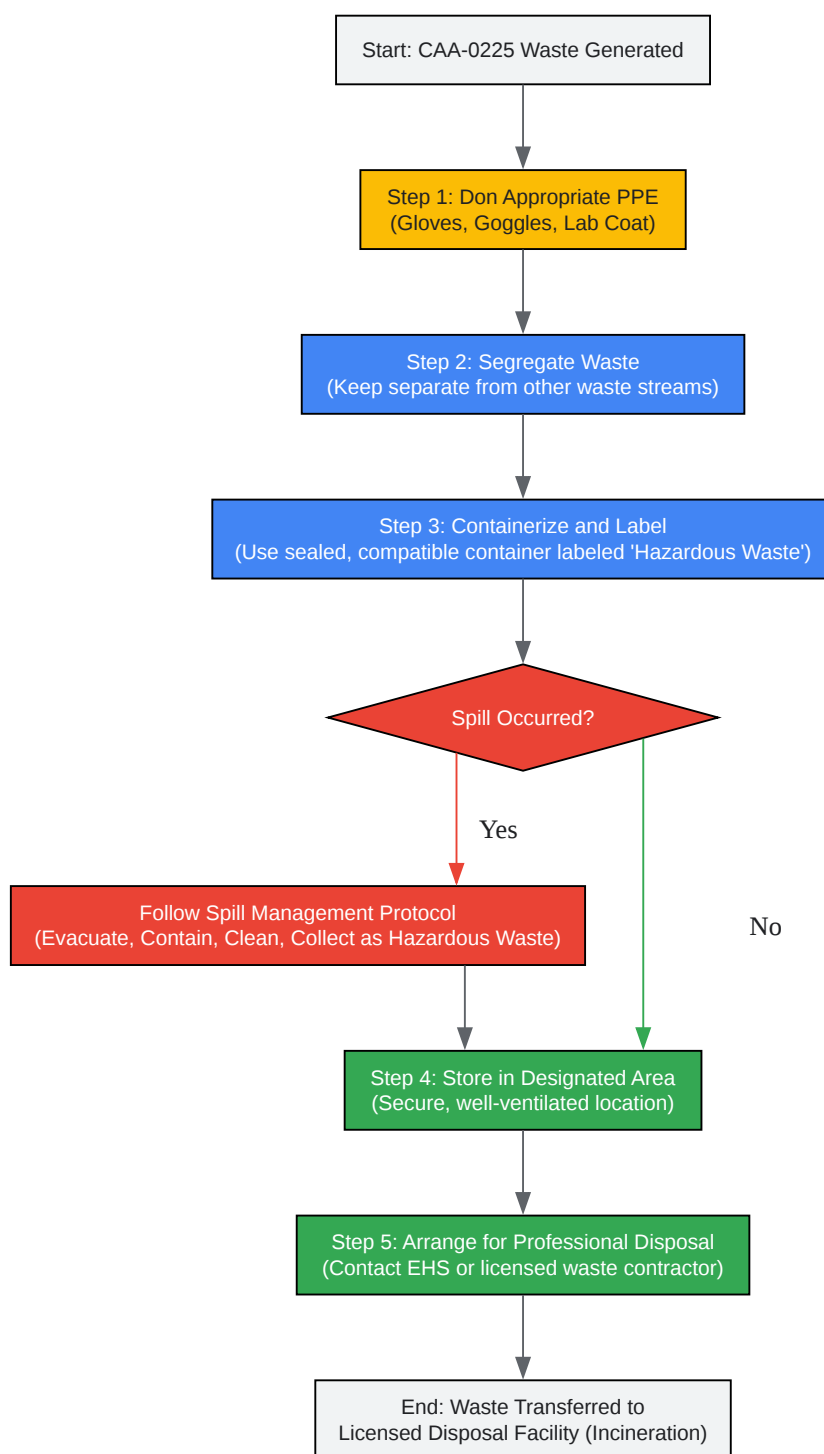 Start: CAA-0225 Waste Generated
Step 1: Don Appropriate PPE
(Gloves, Goggles, Lab Coat)
Step 2: Segregate Waste
(Keep separate from other waste streams)
Step 3: Containerize and Label
(Use sealed, compatible container labeled 'Hazardous Waste')
Spill Occurred?
Yes
Follow Spill Management Protocol
(Evacuate, Contain, Clean, Collect as Hazardous Waste)
No
Step 4: Store in Designated Area
(Secure, well-ventilated location)
Step 5: Arrange for Professional Disposal
(Contact EHS or licensed waste contractor)
End: Waste Transferred to
Licensed Disposal Facility (Incineration)